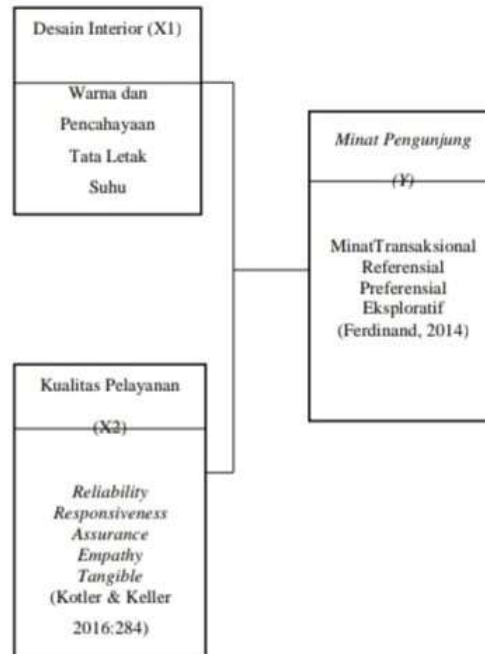 Desain Interior (X1)
Warna dan
Pencahayaan
Tata Letak
Suhu
Minat Pengunjung
(Y)
MinatTransaksional
Referensial
Preferensial
Eksploratif
(Ferdinand, 2014)
Kualitas Pelayanan
(X2)
Reliability
Responsiveness
Assurance
Empathy
Tangible
(Kotler & Keller
2016:284)